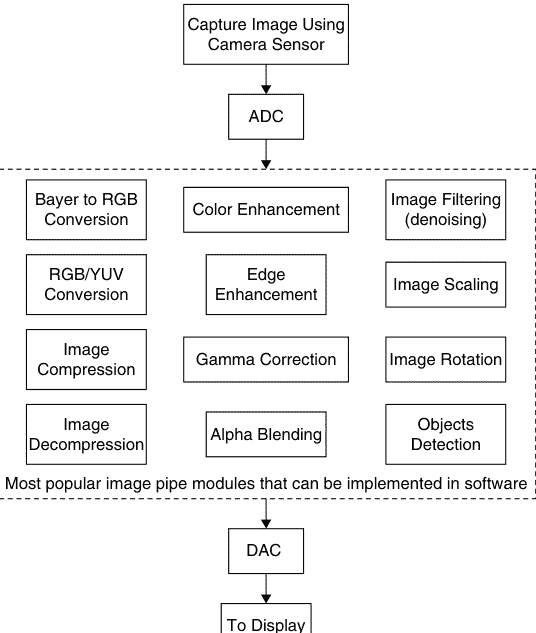 Capture Image Using
Camera Sensor
ADC
Bayer to RGB
Conversion
Color Enhancement
Image Filtering
(denoising)
RGB/YUV
Conversion
Edge
Enhancement
Image Scaling
Image
Compression
Gamma Correction
Image Rotation
Image
Decompression
Alpha Blending
Objects
Detection
Most popular image pipe modules that can be implemented in software
DAC
To Display